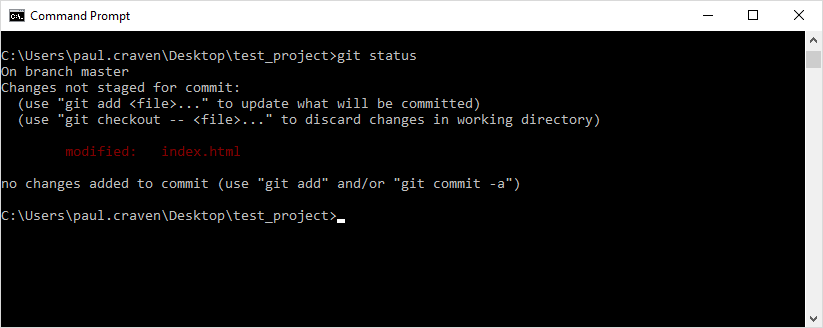 Command Prompt
C:\Users\paul.craven\Desktop\test_project>git status
On branch master
Changes not staged for commit:
  (use "git add <file>..." to update what will be committed)
  (use "git checkout -- <file>..." to discard changes in working directory)
        modified:   index.html
no changes added to commit (use "git add" and/or "git commit -a")
C:\Users\paul.craven\Desktop\test_project>